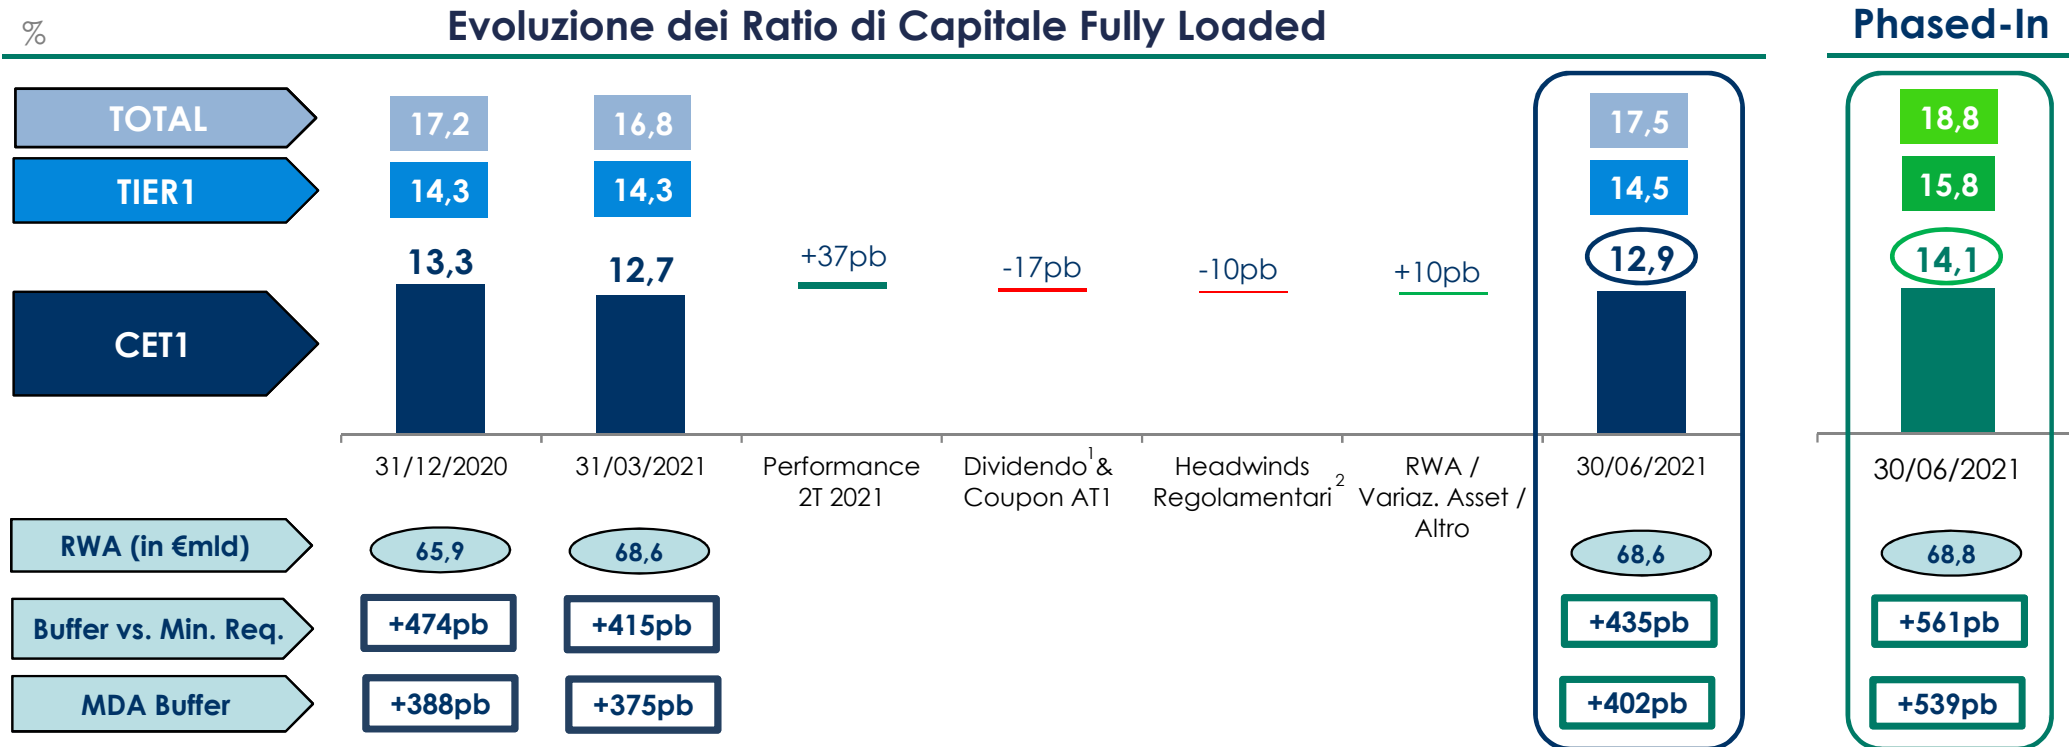 %
Evoluzione dei Ratio di Capitale Fully Loaded
Phased-In
TOTAL
17,2
16,8
17,5
18,8
TIER1
14,3
14,3
14,5
15,8
13,3
12,7
+37pb
-17pb
-10pb
+10pb
12,9
14,1
CET1
31/12/2020
31/03/2021
Performance
2T 2021
Dividendo1&
Coupon AT1
Headwinds
Regolamentari2
RWA /
Variaz. Asset /
Altro
30/06/2021
30/06/2021
RWA (in €mld)
65,9
68,6
68,6
68,8
Buffer vs. Min. Req.
+474pb
+415pb
+435pb
+561pb
MDA Buffer
+388pb
+375pb
+402pb
+539pb